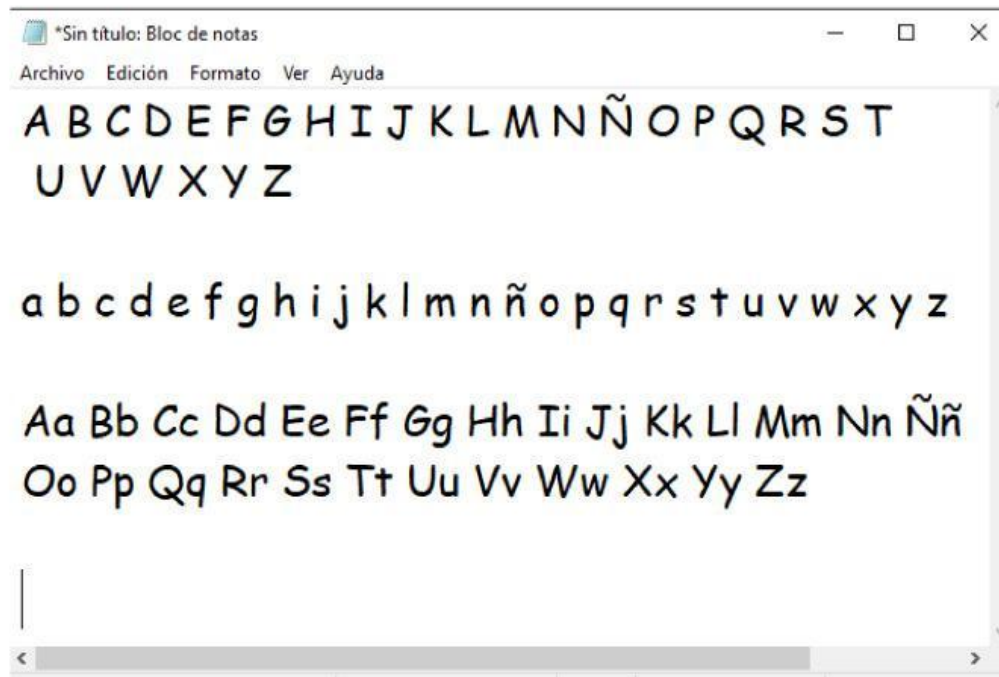 *Sin título: Bloc de notas
Archivo Edición Formato Ver Ayuda
A B C D E F G H I J K L M N Ñ O P Q R S T
U V W X Y Z
a b c d e f g h i j k l m n ñ o p q r s t u v w x y z
Aa Bb Cc Dd Ee Ff Gg Hh Ii Jj Kk Ll Mm Nn Ññ
Oo Pp Qq Rr Ss Tt Uu Vv Ww Xx Yy Zz